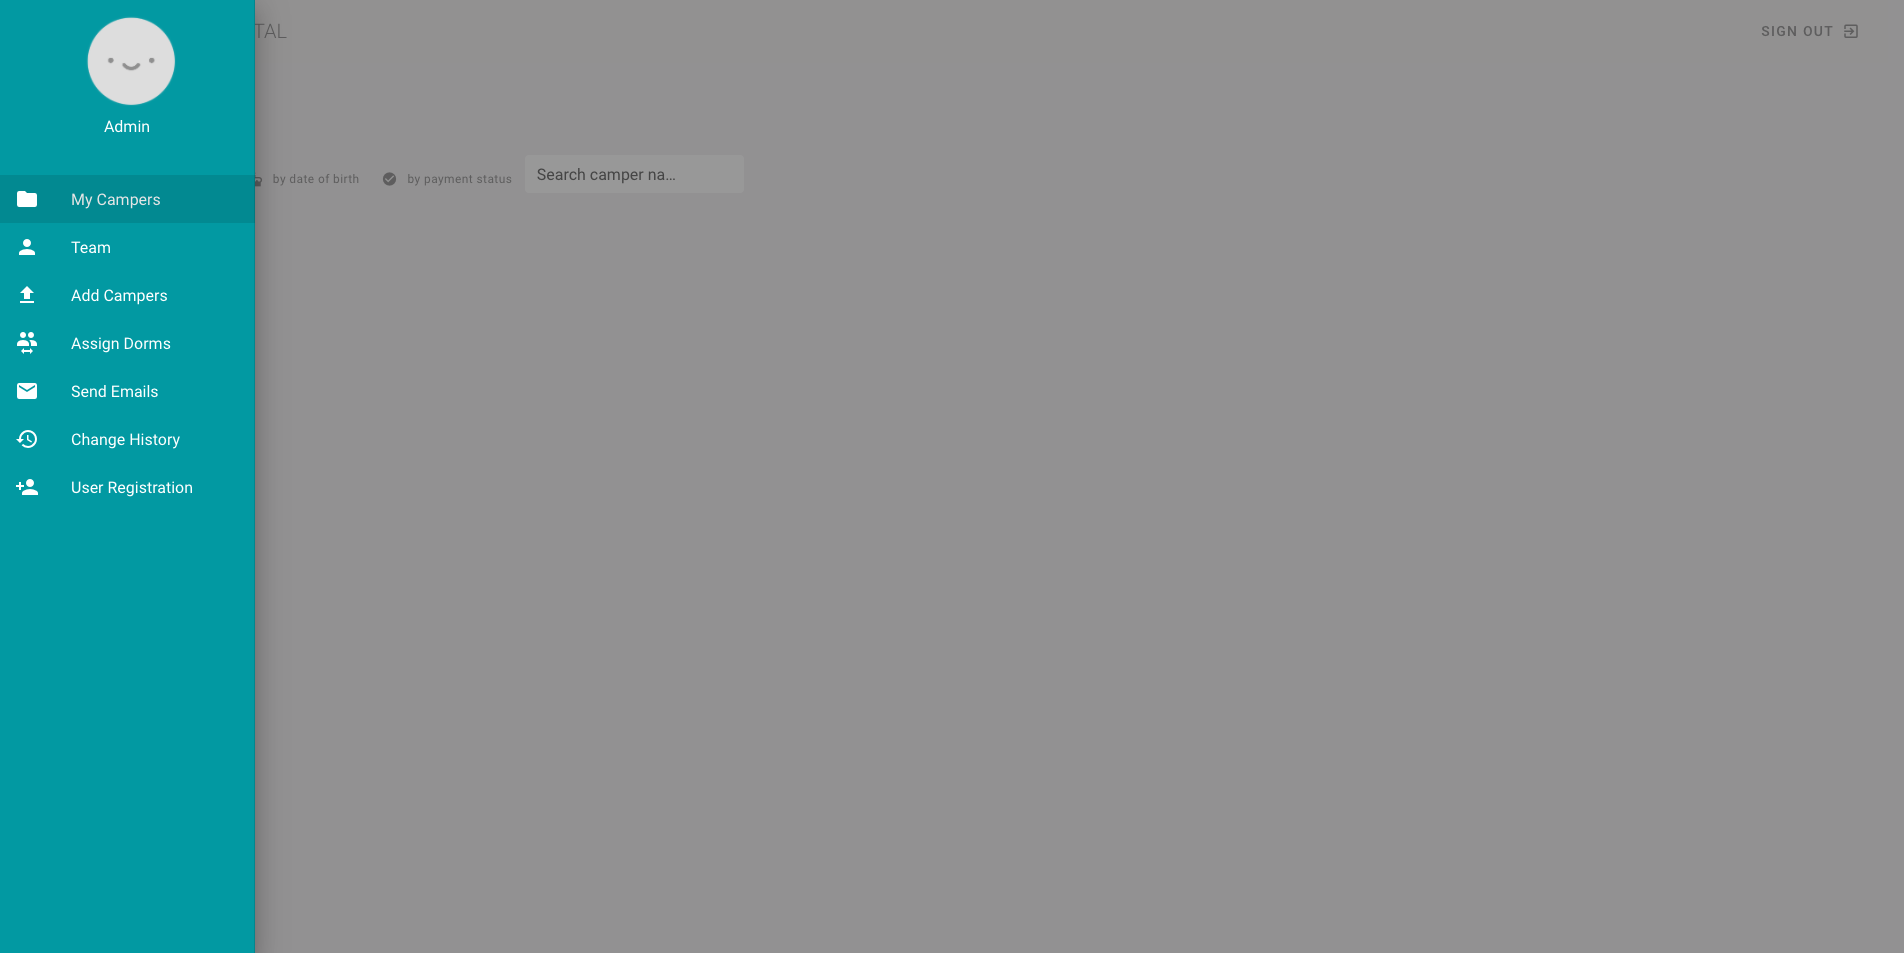 SIGN OUT
Admin
by date of birth by payment status Search camper na...
My Campers
Team
Add Campers
Assign Dorms
Send Emails
Change History
User Registration